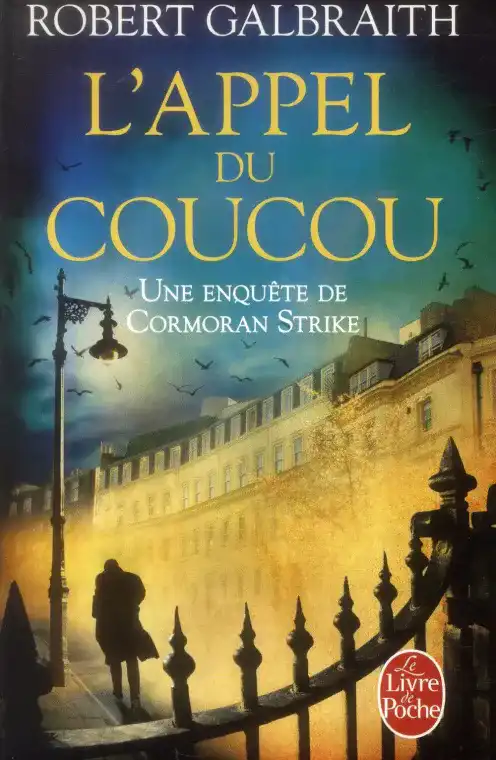 ROBERT GALBRAITH
L'APPEL
DU
COUCOU
UNE ENQUÊTE DE
CORMORAN STRIKE
Le
Livre
de
Poche